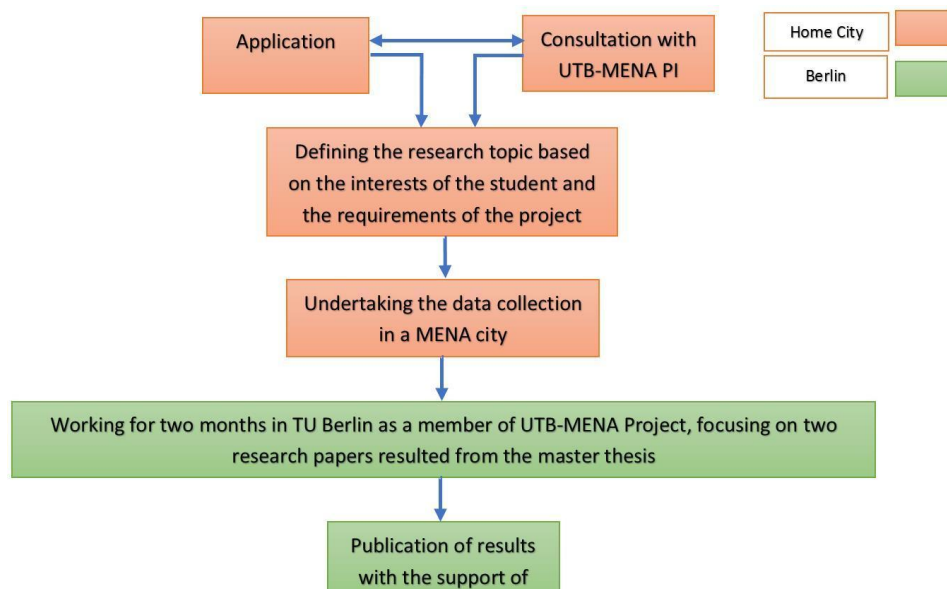 Application
Consultation with
UTB-MENA PI
Home City
Berlin
Defining the research topic based
on the interests of the student and
the requirements of the project
Undertaking the data collection
in a MENA city
Working for two months in TU Berlin as a member of UTB-MENA Project, focusing on two
research papers resulted from the master thesis
Publication of results
with the support of